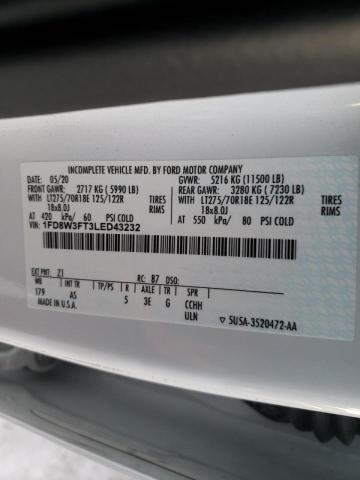 INCOMPLETE VEHICLE MFD. BY FORD MOTOR COMPANY
DATE: 05/20 GVWR: 5216 KG (11500 LB)
FRONT GAWR: 2717 KG (5990 LB) REAR GAWR: 3280 KG (7230 LB)
WITH LT275/70R18E 125/122R TIRES WITH LT275/70R18E 125/122R TIRES
18x8.0J RIMS 18x8.0J RIMS
AT 420 kPa/ 60 PSI COLD AT 550 kPa/ 80 PSI COLD
VIN: 1FD8W3FT3LED43232
EXT PNT: Z1 RC: 87 DSO:
WB INT TR TP/PS R AXLE TR SPR
179 AS 5 3E G CCHH
MADE IN U.S.A. ULN
5U5A-3520472-AA